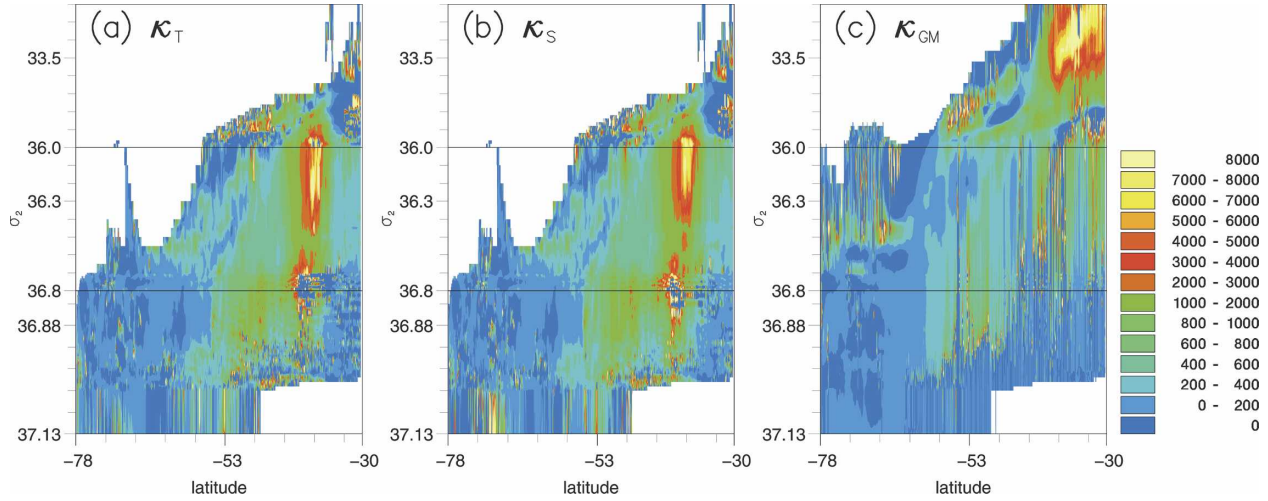 (a) κT
(b) κS
(c) κGM
σ2
33.5
36.0
36.3
36.8
36.88
37.13
−78
−53
−30
latitude
σ2
33.5
36.0
36.3
36.8
36.88
37.13
−78
−53
−30
latitude
σ2
33.5
36.0
36.3
36.8
36.88
37.13
−78
−53
−30
latitude
8000
7000 - 8000
6000 - 7000
5000 - 6000
4000 - 5000
3000 - 4000
2000 - 3000
1000 - 2000
800 - 1000
600 - 800
400 - 600
200 - 400
0 - 200
0